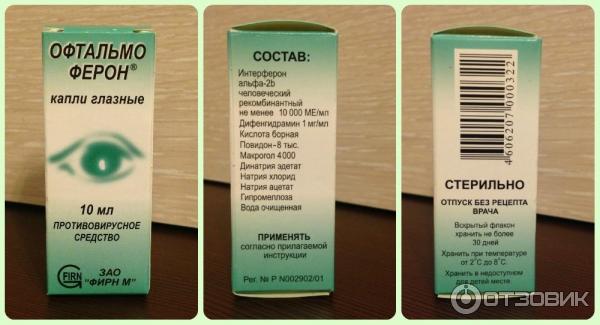 ОФТАЛЬМО
ФЕРОН®
капли глазные
10 мл
ПРОТИВОВИРУСНОЕ
СРЕДСТВО
FIRN
ЗАО
"ФИРН М"
СОСТАВ:
Интерферон
альфа-2b
человеческий
рекомбинантный
не менее 10 000 МЕ/мл
Дифенгидрамин 1 мг/мл
Кислота борная
Повидон-8 тыс.
Макрогол 4000
Динатрия эдетат
Натрия хлорид
Натрия ацетат
Гипромеллоза
Вода очищенная
ПРИМЕНЯТЬ
согласно прилагаемой
инструкции
Рег. № Р N002902/01
4 606207 000322
СТЕРИЛЬНО
ОТПУСК БЕЗ РЕЦЕПТА
ВРАЧА
Вскрытый флакон
хранить не более
30 дней
Хранить при температуре
от 2°С до 8°С.
Хранить в недоступном
для детей месте
ОТЗОВИК